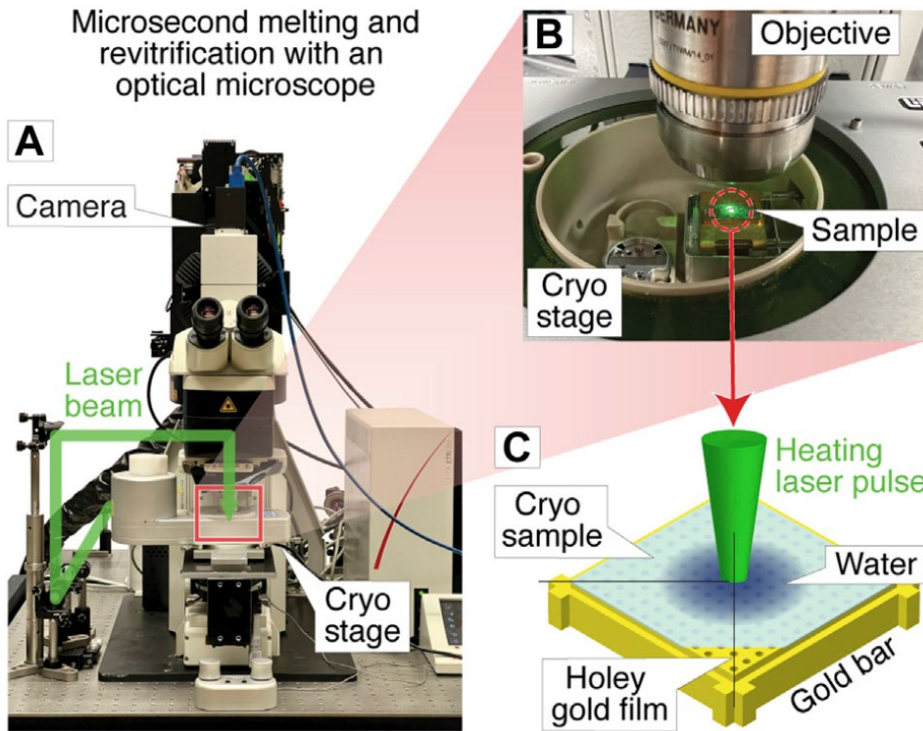 Microsecond melting and
revitrification with an
optical microscope
A
Camera
Laser
beam
Cryo
stage
B
GERMANY
Objective
Sample
Cryo
stage
C
Heating
laser pulse
Cryo
sample
Water
Holey
gold film
Gold bar